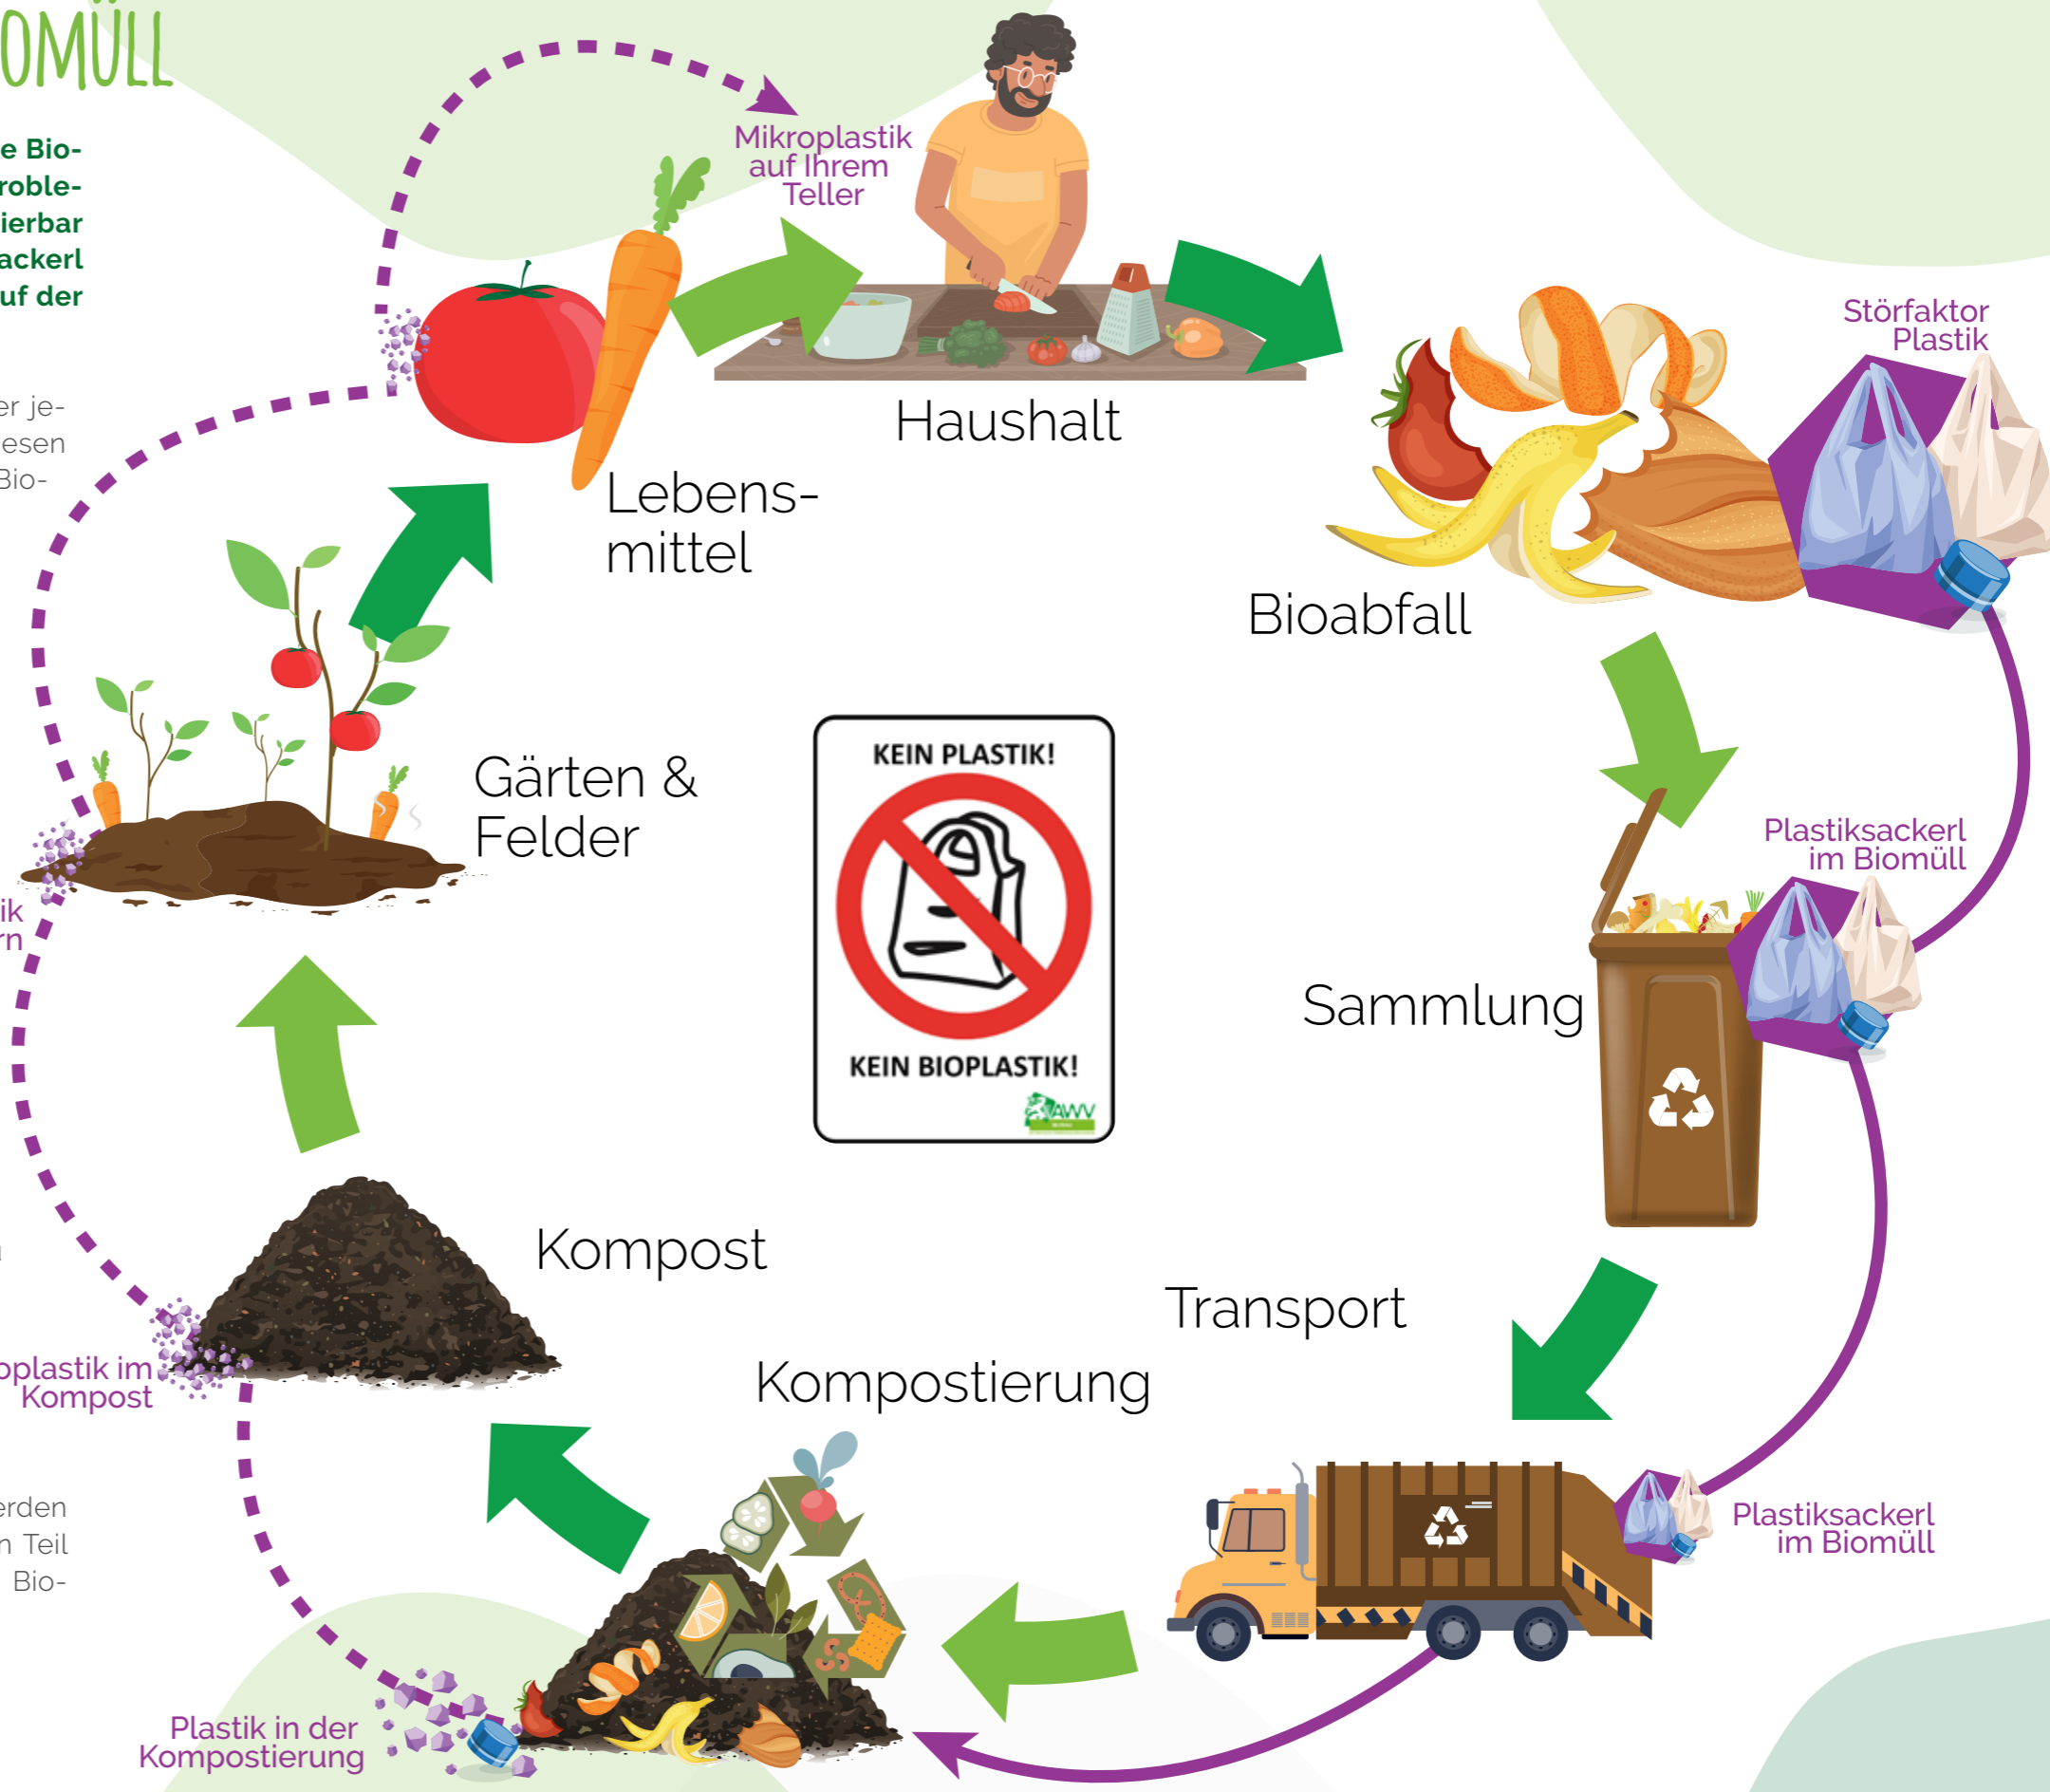 OMÜLL
e Bio-
roble-
ierbar
ackerl
uf der
er je-
iesen
Bio-
Mikroplastik
auf Ihrem
Teller
Haushalt
Störfaktor
Plastik
Lebens-
mittel
Bioabfall
Gärten &
Felder
KEIN PLASTIK!
KEIN BIOPLASTIK!
AWV
Plastiksackerl
im Biomüll
ik
rn
Sammlung
Kompost
Transport
oplastik im
Kompost
Kompostierung
erden
n Teil
Bio-
Plastiksackerl
im Biomüll
Plastik in der
Kompostierung